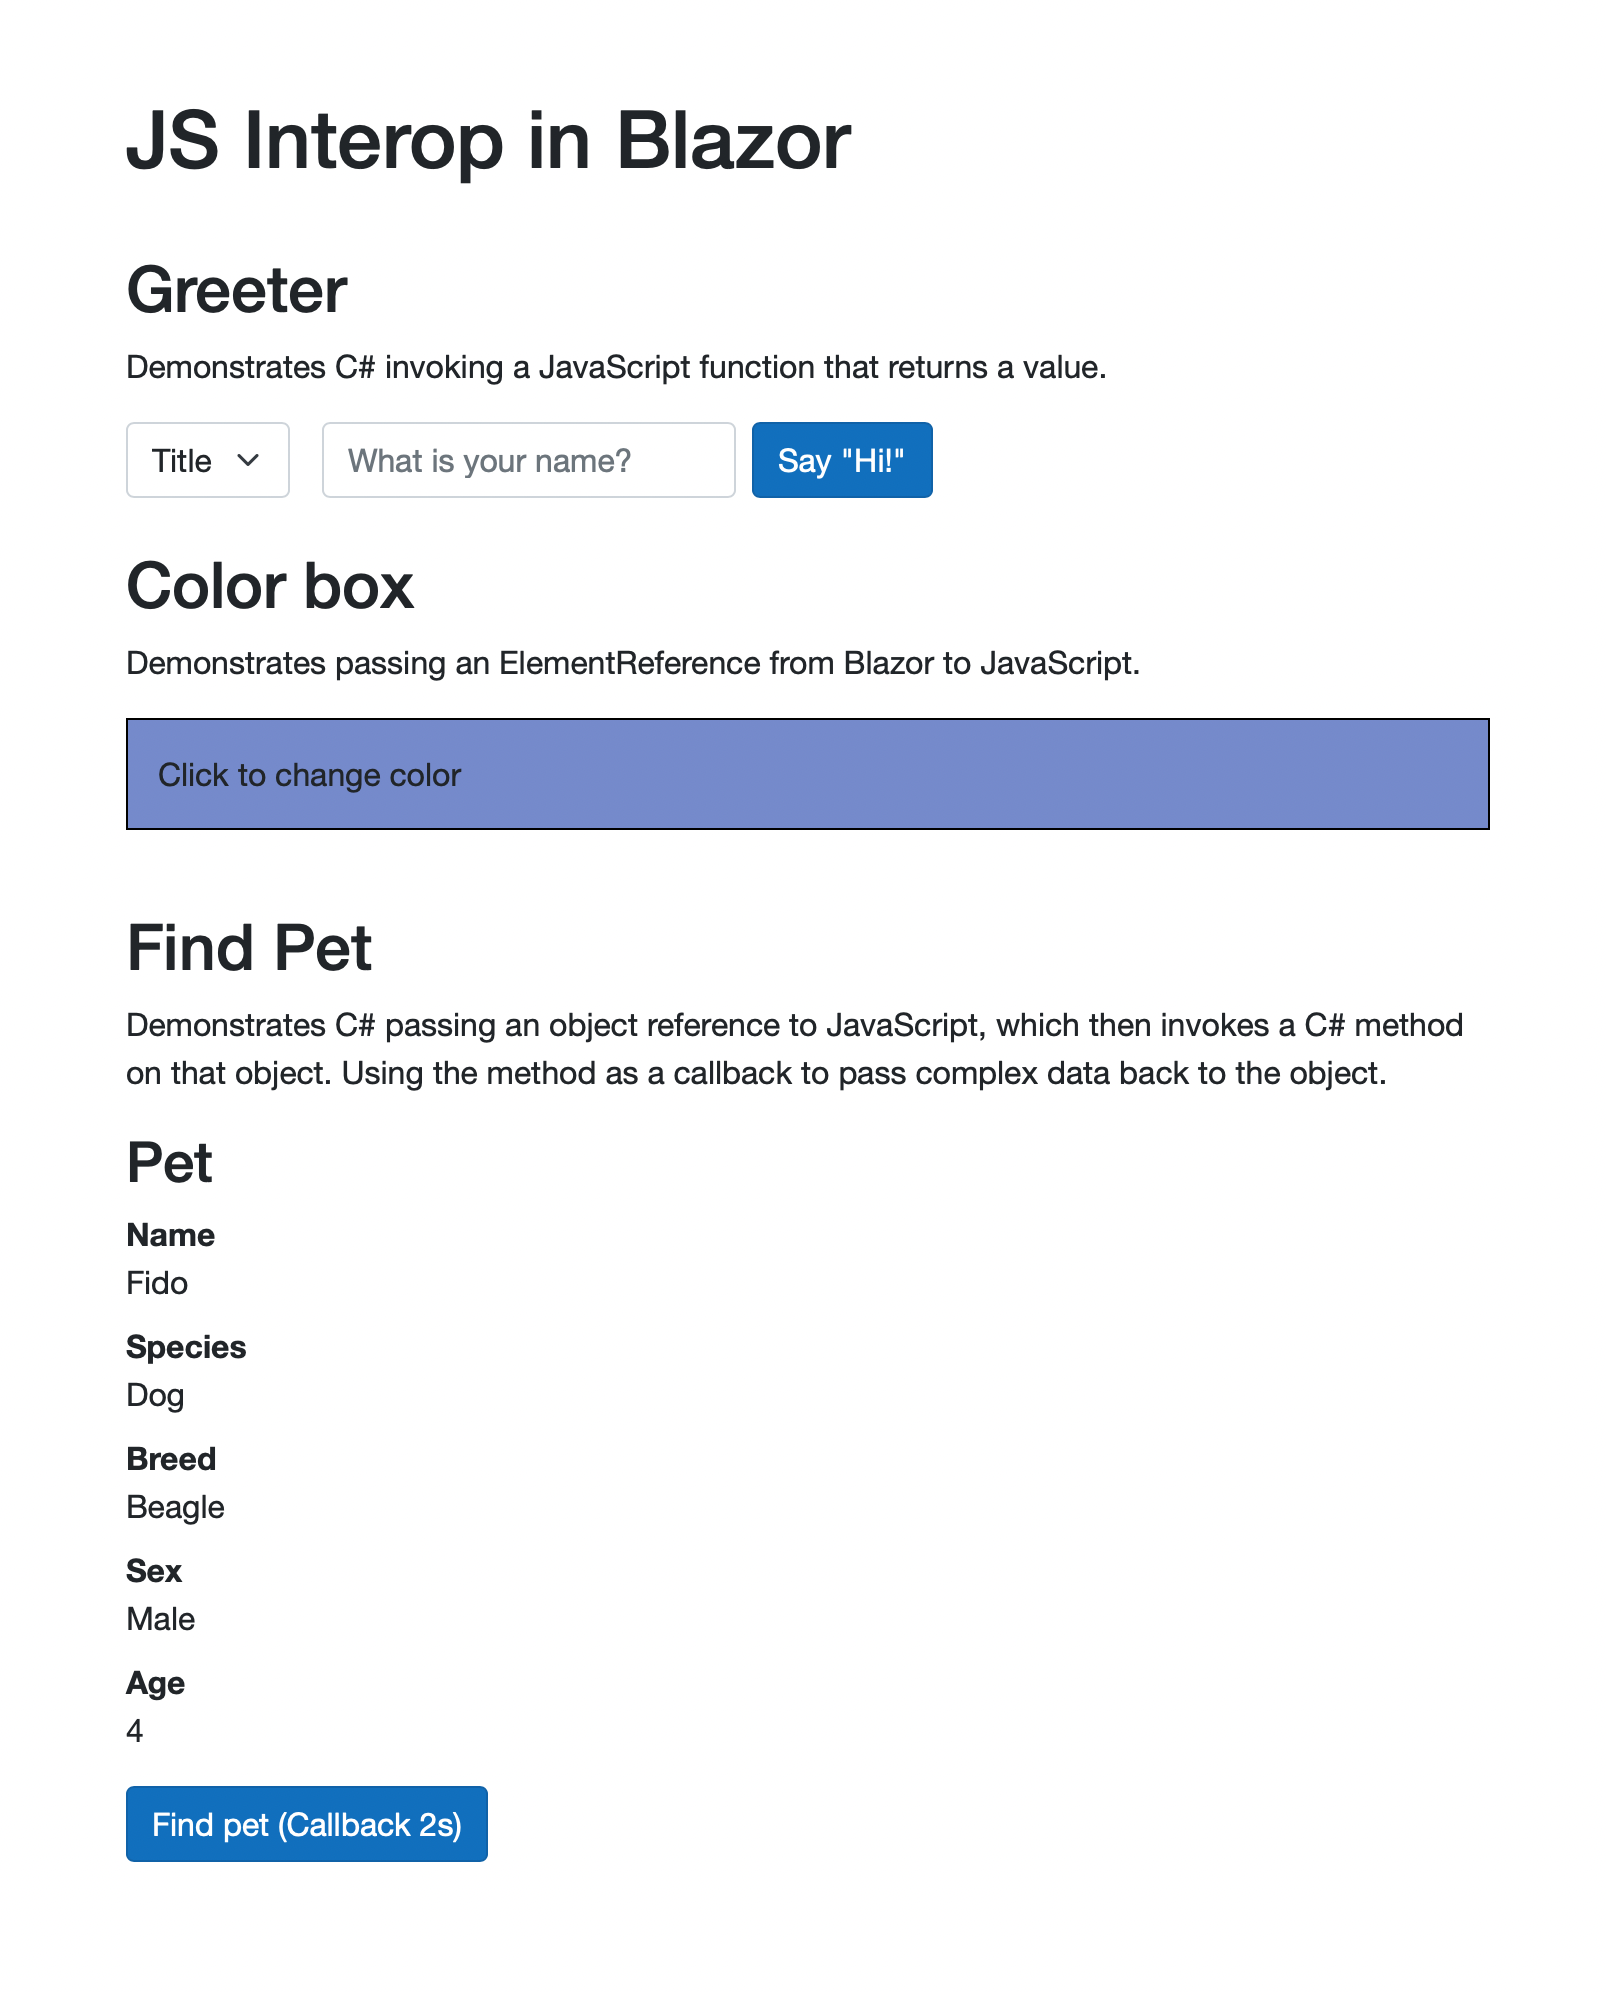 JS Interop in Blazor
Greeter
Demonstrates C# invoking a JavaScript function that returns a value.
Title
What is your name?
Say "Hi!"
Color box
Demonstrates passing an ElementReference from Blazor to JavaScript.
Click to change color
Find Pet
Demonstrates C# passing an object reference to JavaScript, which then invokes a C# method
on that object. Using the method as a callback to pass complex data back to the object.
Pet
Name
Fido
Species
Dog
Breed
Beagle
Sex
Male
Age
4
Find pet (Callback 2s)